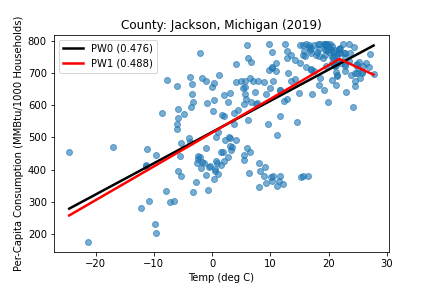 County: Jackson, Michigan (2019)
Per-Capita Consumption (MMBtu/1000 Households)
800
700
600
500
400
300
200
PW0 (0.476)
PW1 (0.488)
−20
−10
0
10
20
30
Temp (deg C)